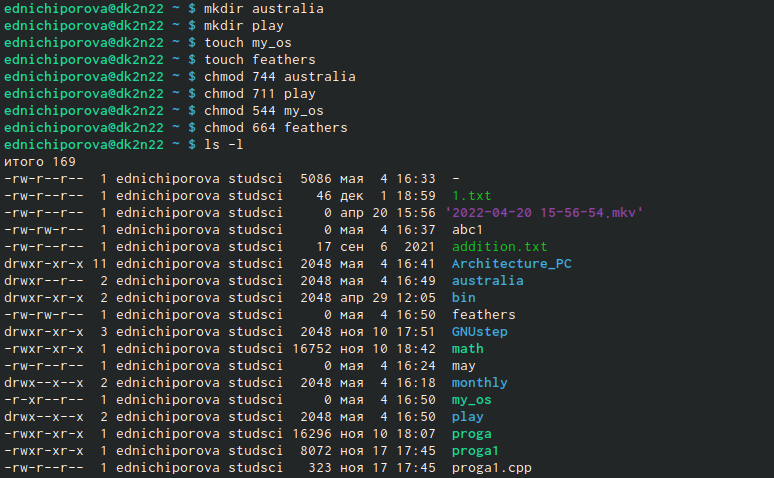 ednichiporova@dk2n22 ~ $ mkdir australia
ednichiporova@dk2n22 ~ $ mkdir play
ednichiporova@dk2n22 ~ $ touch my_os
ednichiporova@dk2n22 ~ $ touch feathers
ednichiporova@dk2n22 ~ $ chmod 744 australia
ednichiporova@dk2n22 ~ $ chmod 711 play
ednichiporova@dk2n22 ~ $ chmod 544 my_os
ednichiporova@dk2n22 ~ $ chmod 664 feathers
ednichiporova@dk2n22 ~ $ ls -l
итого 169
-rw-r--r--  1 ednichiporova studsci  5086 мая  4 16:33  -
-rw-r--r--  1 ednichiporova studsci    46 дек  1 18:59  1.txt
-rw-r--r--  1 ednichiporova studsci     0 апр 20 15:56 '2022-04-20 15-56-54.mkv'
-rw-rw-r--  1 ednichiporova studsci     0 мая  4 16:37  abc1
-rw-r--r--  1 ednichiporova studsci    17 сен  6  2021  addition.txt
drwxr-xr-x 11 ednichiporova studsci  2048 мая  4 16:41  Architecture_PC
drwxr--r--  2 ednichiporova studsci  2048 мая  4 16:49  australia
drwxr-xr-x  2 ednichiporova studsci  2048 апр 29 12:05  bin
-rw-rw-r--  1 ednichiporova studsci     0 мая  4 16:50  feathers
drwxr-xr-x  3 ednichiporova studsci  2048 ноя 10 17:51  GNUstep
-rwxr-xr-x  1 ednichiporova studsci 16752 ноя 10 18:42  math
-rw-r--r--  1 ednichiporova studsci     0 мая  4 16:24  may
drwx--x--x  2 ednichiporova studsci  2048 мая  4 16:18  monthly
-r-xr--r--  1 ednichiporova studsci     0 мая  4 16:50  my_os
drwx--x--x  2 ednichiporova studsci  2048 мая  4 16:50  play
-rwxr-xr-x  1 ednichiporova studsci 16296 ноя 10 18:07  proga
-rwxr-xr-x  1 ednichiporova studsci  8072 ноя 17 17:45  proga1
-rw-r--r--  1 ednichiporova studsci   323 ноя 17 17:45  proga1.cpp